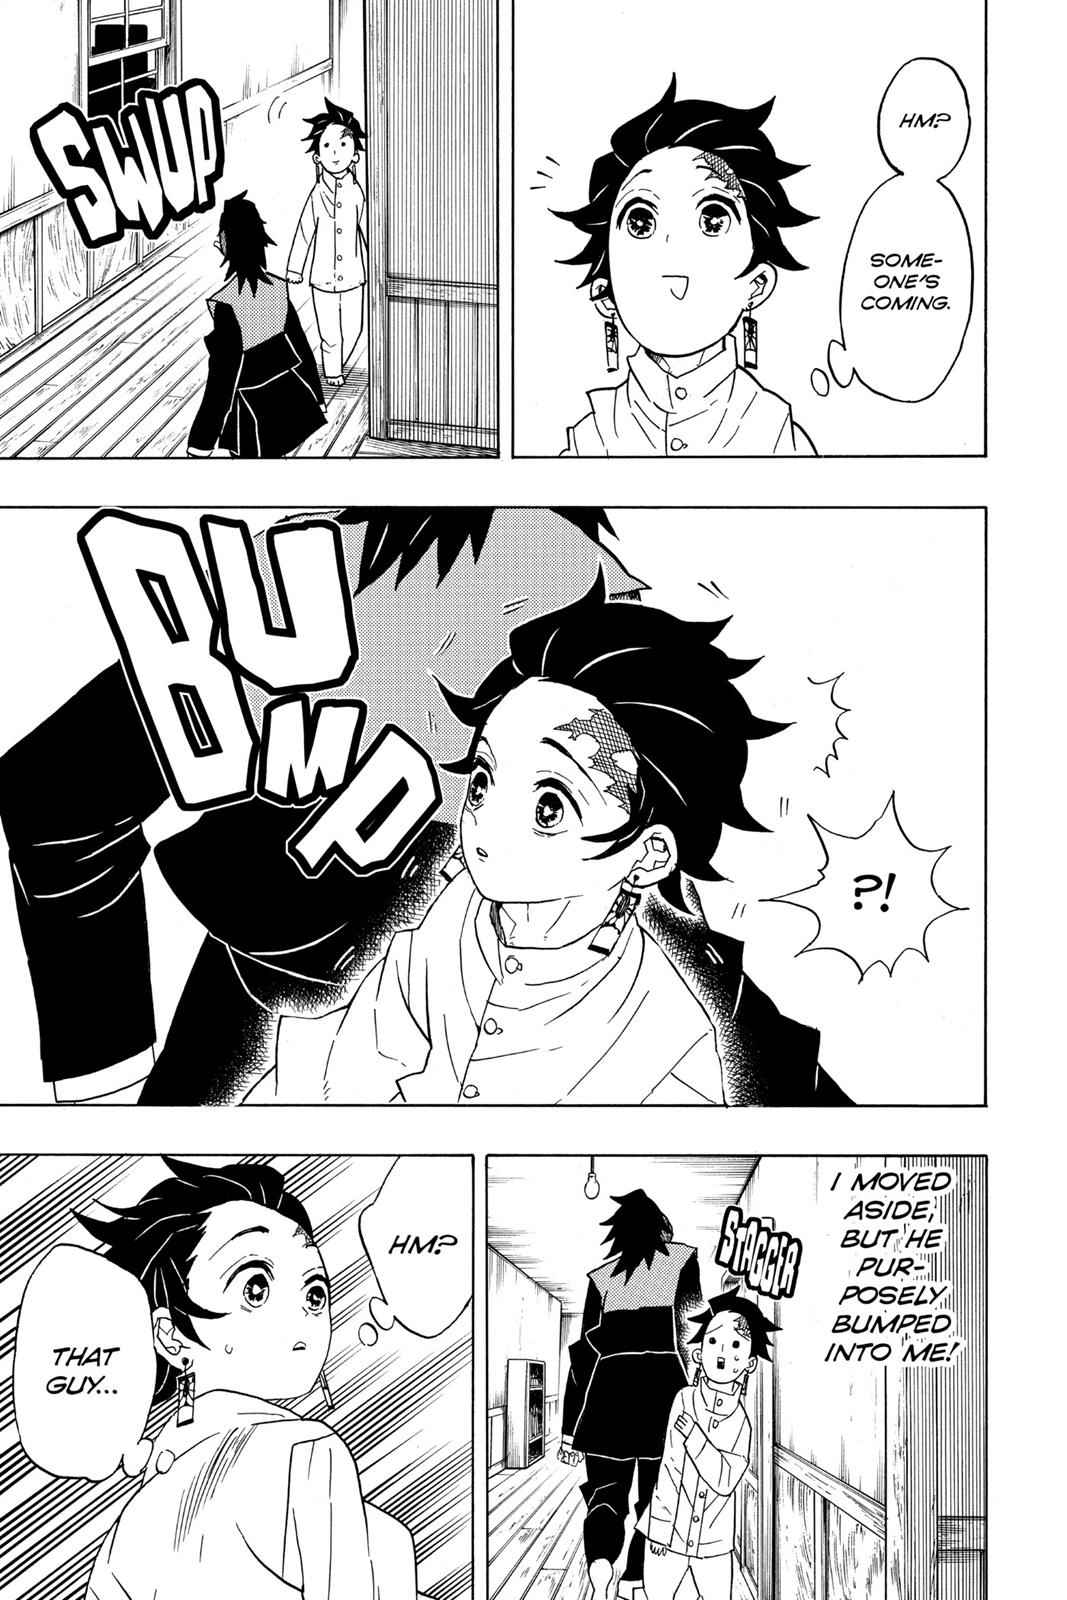 HM?
SOME-
ONE'S
COMING.
SWUP
BUMP
?!
I MOVED
ASIDE,
BUT HE
PUR-
POSELY
BUMPED
INTO ME!
STAGGER
HM?
THAT
GUY...